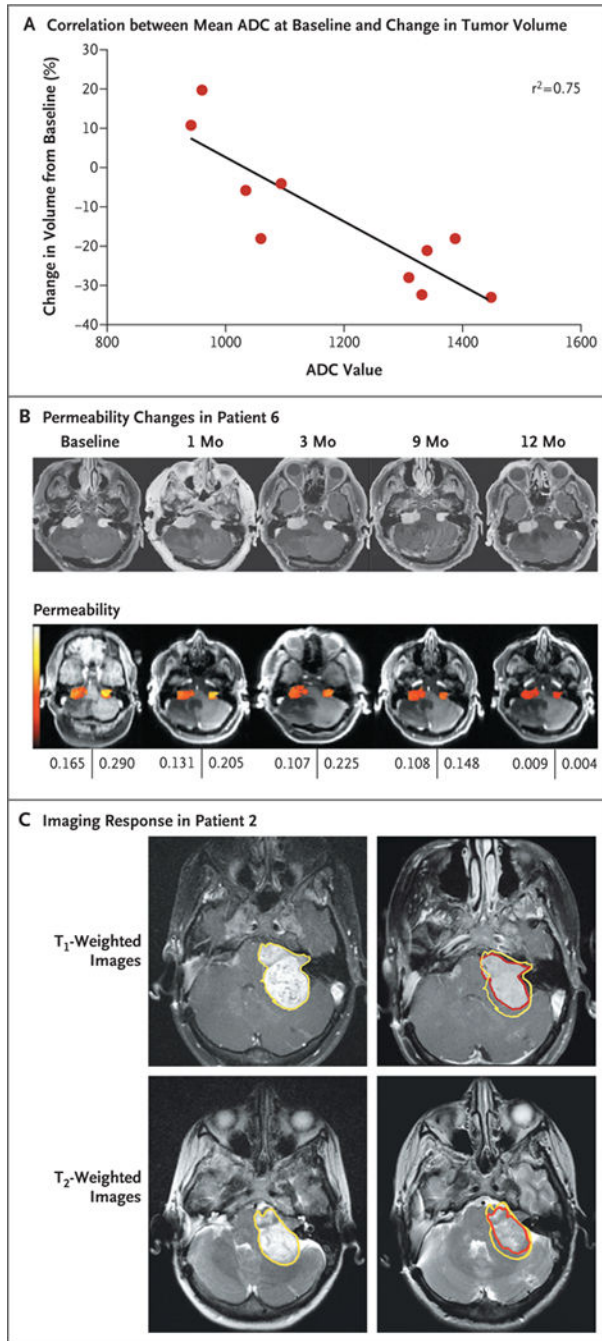 A Correlation between Mean ADC at Baseline and Change in Tumor Volume
Change in Volume from Baseline (%)
30
20
10
0
−10
−20
−30
−40
r²=0.75
800
1000
1200
1400
1600
ADC Value
B Permeability Changes in Patient 6
Baseline 1 Mo 3 Mo 9 Mo 12 Mo
Permeability
0.165 0.290 0.131 0.205 0.107 0.225 0.108 0.148 0.009 0.004
C Imaging Response in Patient 2
T₁-Weighted
Images
T₂-Weighted
Images